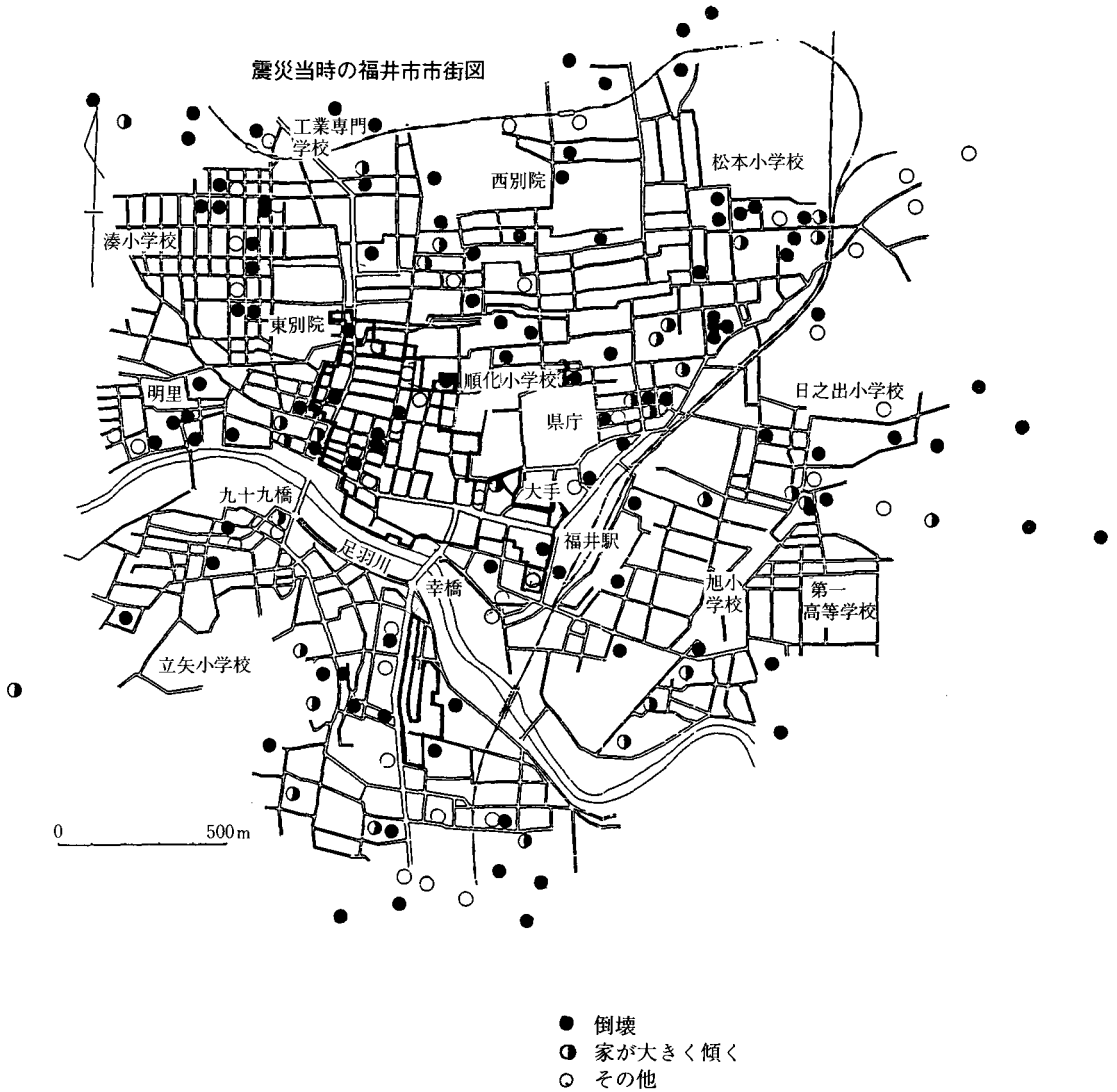 震災当時の福井市市街図
工業専門
学校
西別院
松本小学校
湊小学校
東別院
順化小学校
明里
県庁
日之出小学校
九十九橋
大手
足羽川
福井駅
幸橋
旭小
学校
第一
高等学校
立矢小学校
0 500m
倒壊
家が大きく傾く
その他